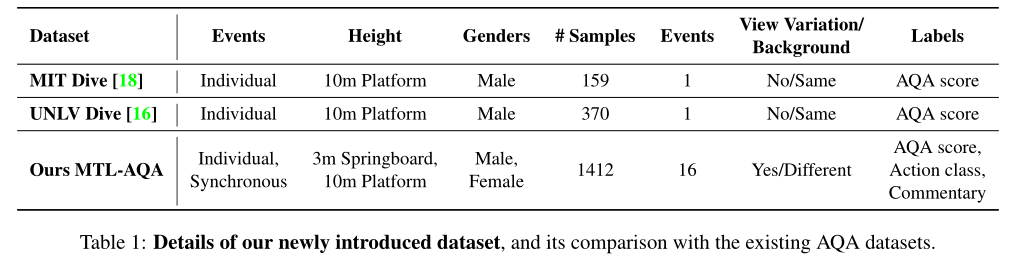 Dataset Events Height Genders # Samples Events View Variation/ Background Labels
MIT Dive [18] Individual 10m Platform Male 159 1 No/Same AQA score
UNLV Dive [16] Individual 10m Platform Male 370 1 No/Same AQA score
Ours MTL-AQA Individual, Synchronous 3m Springboard, 10m Platform Male, Female 1412 16 Yes/Different AQA score, Action class, Commentary
Table 1: Details of our newly introduced dataset, and its comparison with the existing AQA datasets.